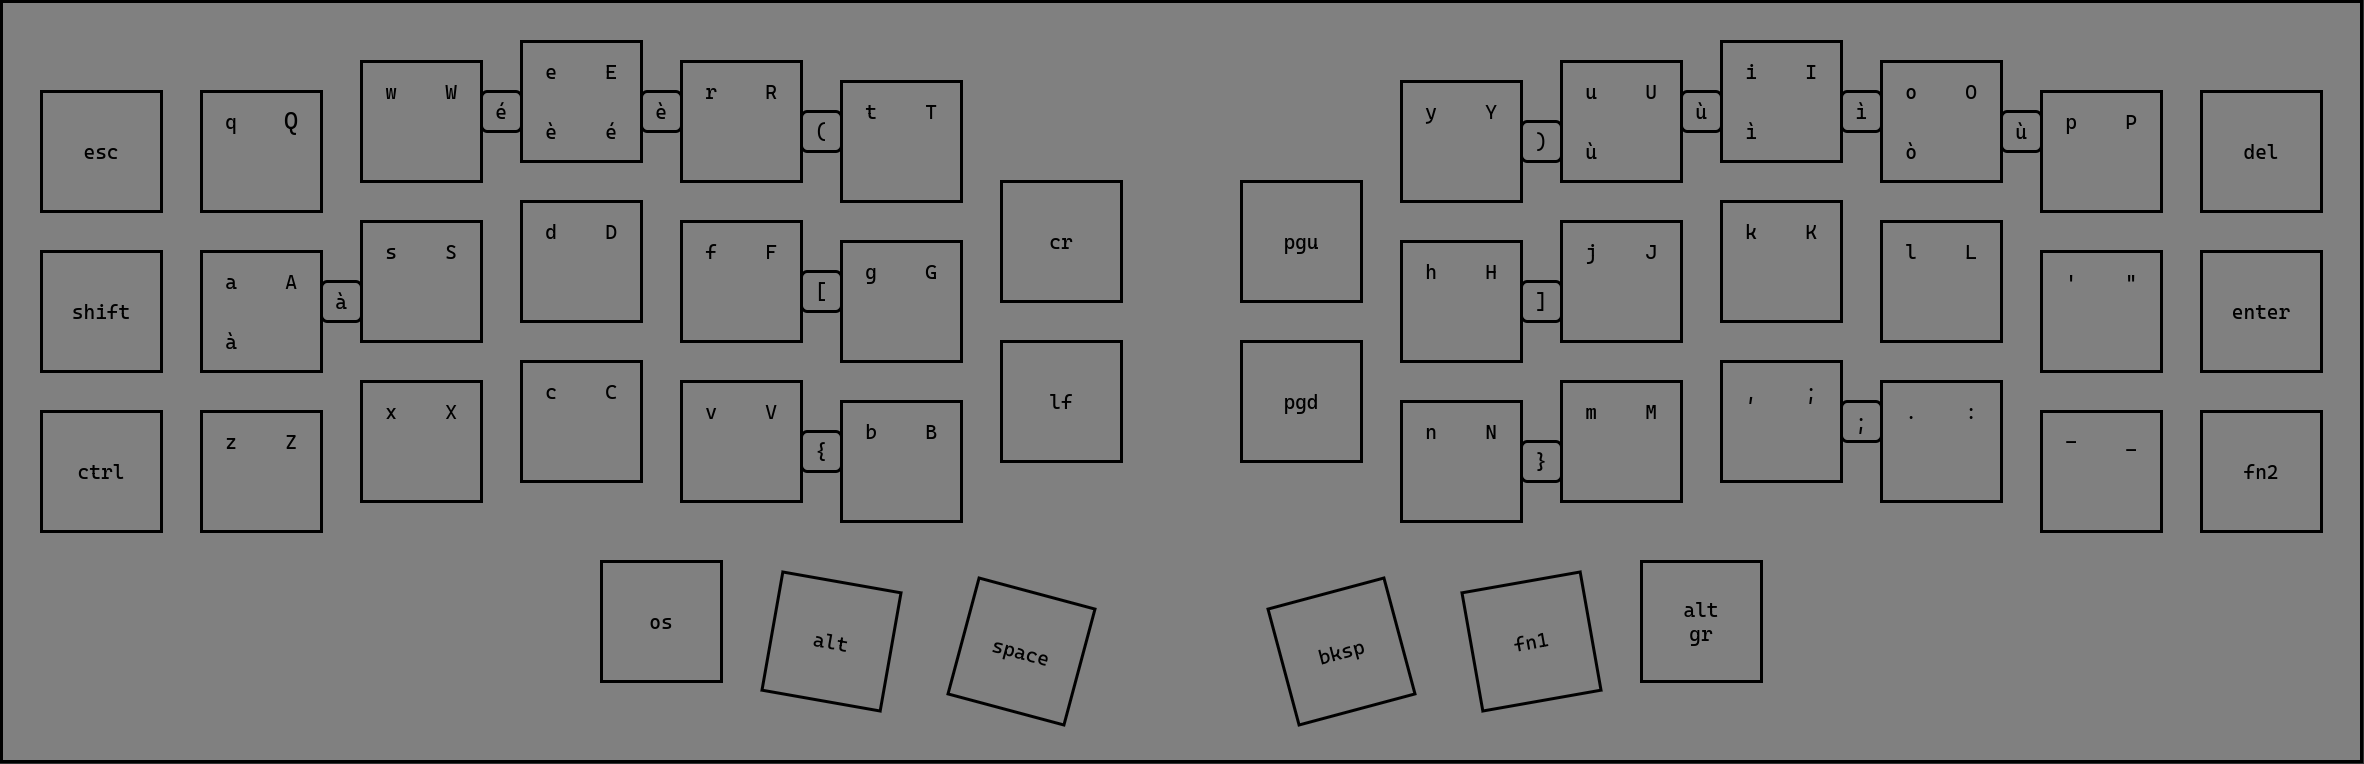 esc
q Q
w W
é
e E
è é
è
r R
(
t T
y Y
)
u U
ù
ù
i I
ì
ì
o O
ò
ù
p P
del
shift
a A
à
à
s S
d D
f F
[
g G
cr
pgu
h H
]
j J
k K
l L
' "
enter
ctrl
z Z
x X
c C
v V
{
b B
lf
pgd
n N
}
m M
, ;
;
. :
– _
fn2
os
alt
space
bksp
fn1
alt
gr